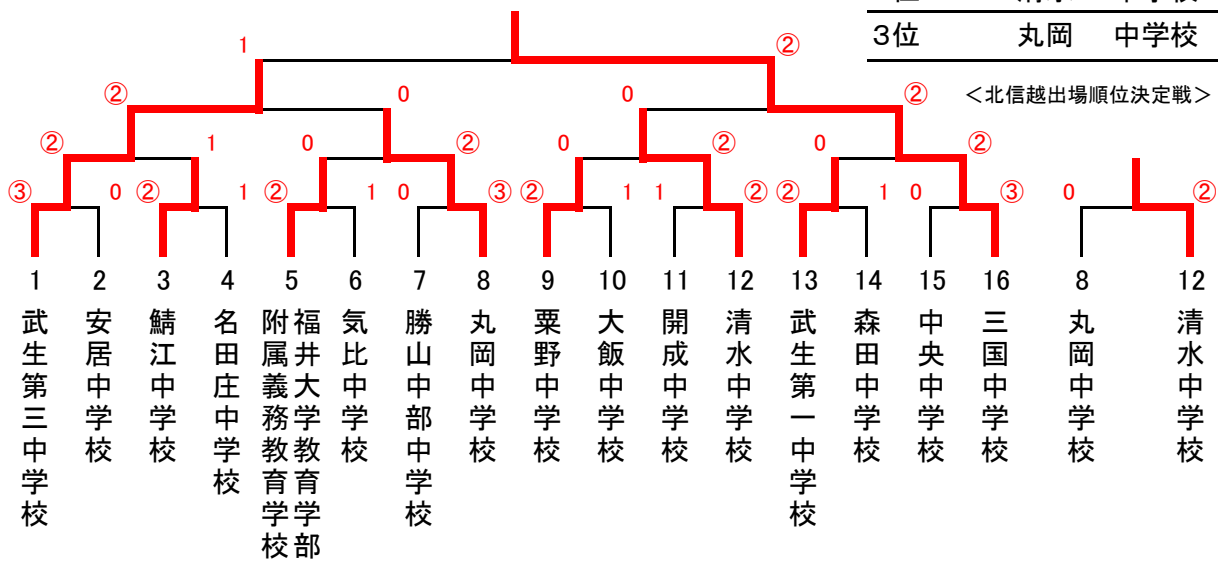 3位 丸岡 中学校
＜北信越出場順位決定戦＞
1 ②
② 0 0 ②
② 1 0 ② 0 ② 0 ②
③ 0 ② 1 ② 1 0 ③ ② 1 1 ② ② 1 0 ③ 0 ②
1 2 3 4 5 6 7 8 9 10 11 12 13 14 15 16 8 12
武生第三中学校
安居中学校
鯖江中学校
名田庄中学校
福井大学教育学部
附属義務教育学校
気比中学校
勝山中部中学校
丸岡中学校
粟野中学校
大飯中学校
開成中学校
清水中学校
武生第一中学校
森田中学校
中央中学校
三国中学校
丸岡中学校
清水中学校